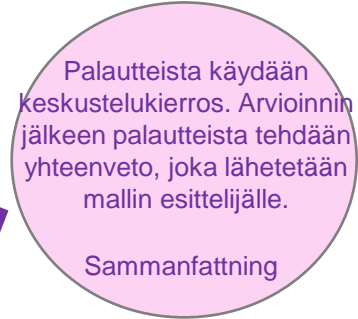 Palautteista käydään
keskustelukierros. Arvioinnin
jälkeen palautteista tehdään
yhteenveto, joka lähetetään
mallin esittelijälle.
Sammanfattning